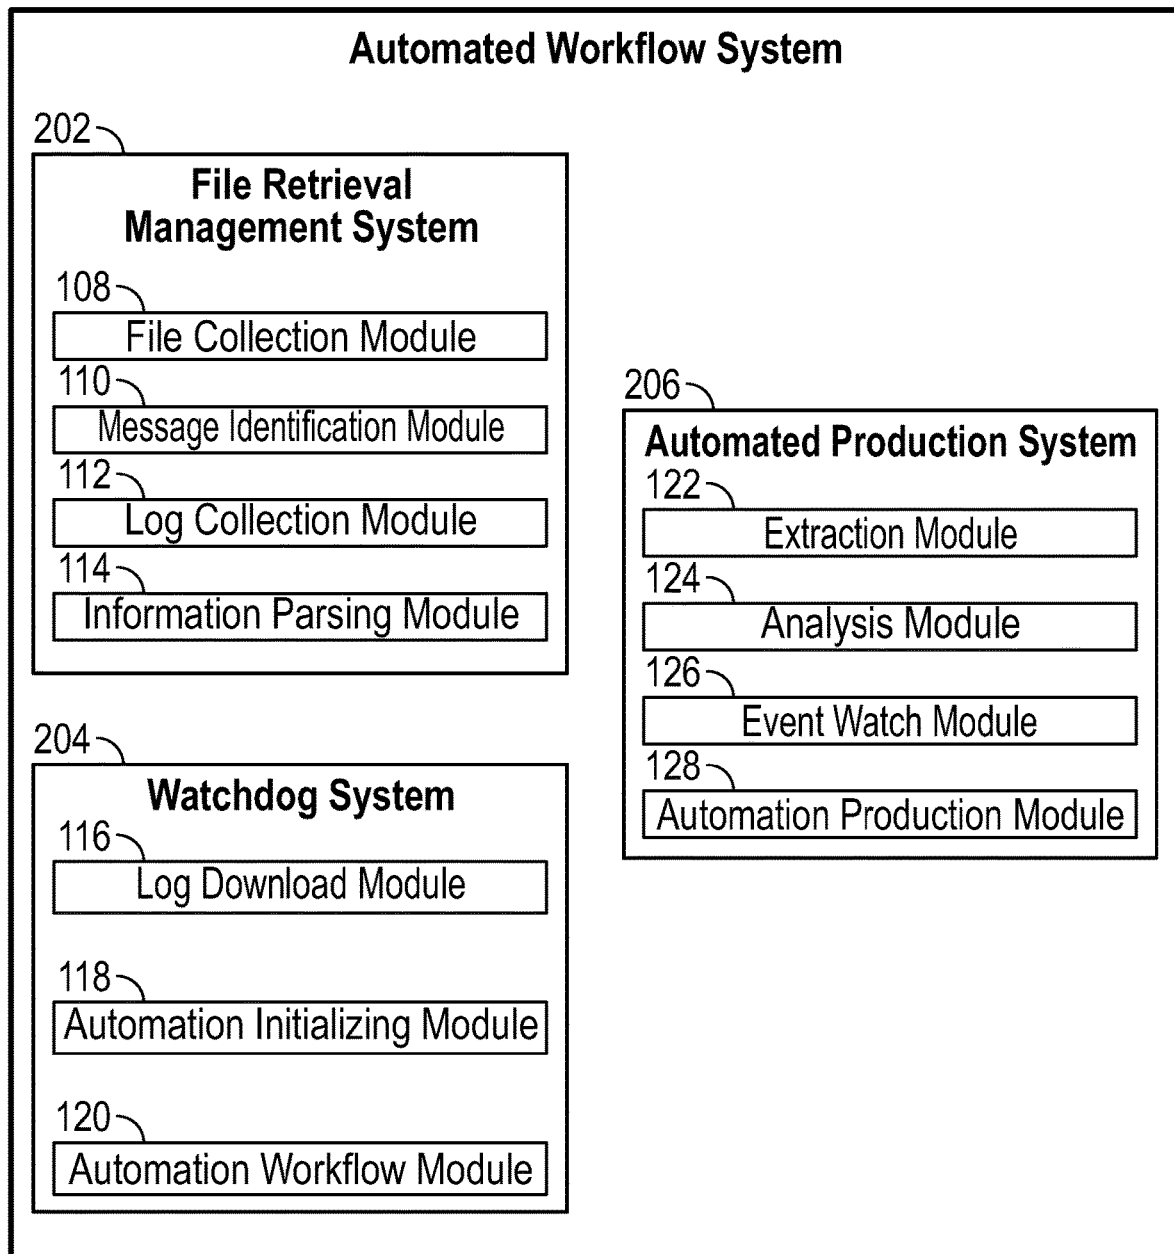 Automated Workflow System
202
File Retrieval
Management System
108
File Collection Module
110
Message Identification Module
112
Log Collection Module
114
Information Parsing Module
204
Watchdog System
116
Log Download Module
118
Automation Initializing Module
120
Automation Workflow Module
206
Automated Production System
122
Extraction Module
124
Analysis Module
126
Event Watch Module
128
Automation Production Module